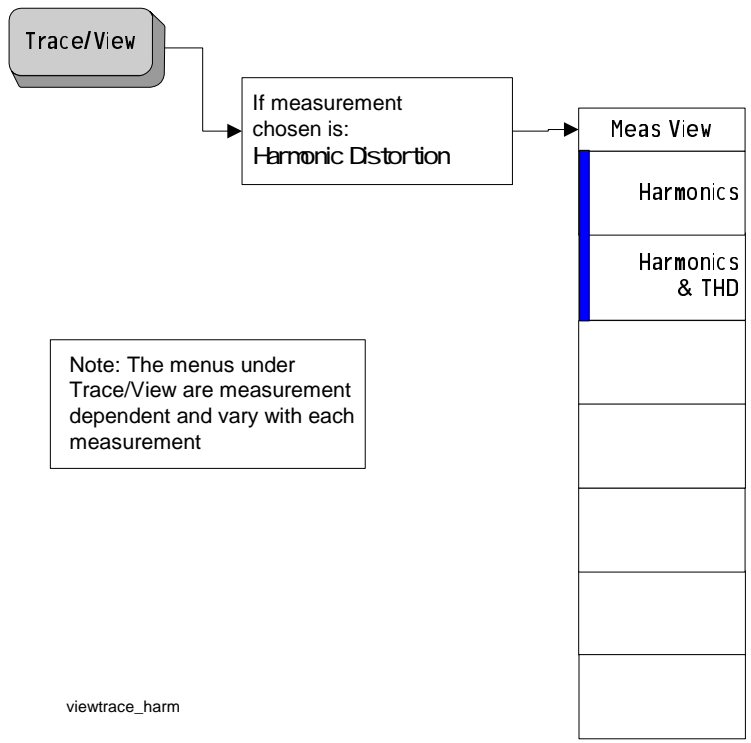 Trace/View
If measurement
chosen is:
Harmonic Distortion
Meas View
Harmonics
Harmonics
& THD
Note: The menus under
Trace/View are measurement
dependent and vary with each
measurement
viewtrace_harm